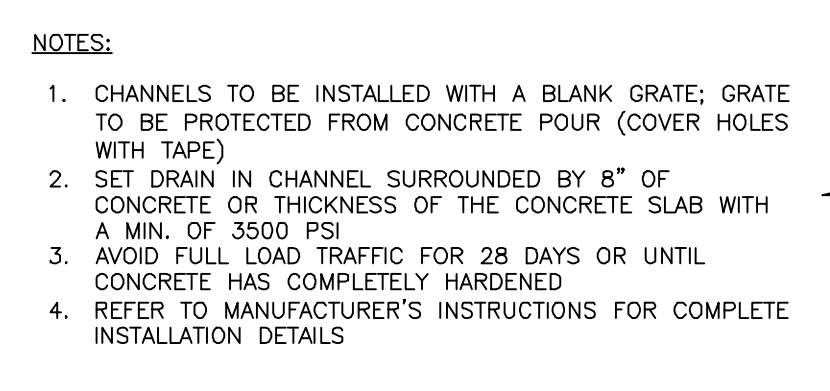 NOTES:
1. CHANNELS TO BE INSTALLED WITH A BLANK GRATE; GRATE
TO BE PROTECTED FROM CONCRETE POUR (COVER HOLES
WITH TAPE)
2. SET DRAIN IN CHANNEL SURROUNDED BY 8" OF
CONCRETE OR THICKNESS OF THE CONCRETE SLAB WITH
A MIN. OF 3500 PSI
3. AVOID FULL LOAD TRAFFIC FOR 28 DAYS OR UNTIL
CONCRETE HAS COMPLETELY HARDENED
4. REFER TO MANUFACTURER'S INSTRUCTIONS FOR COMPLETE
INSTALLATION DETAILS